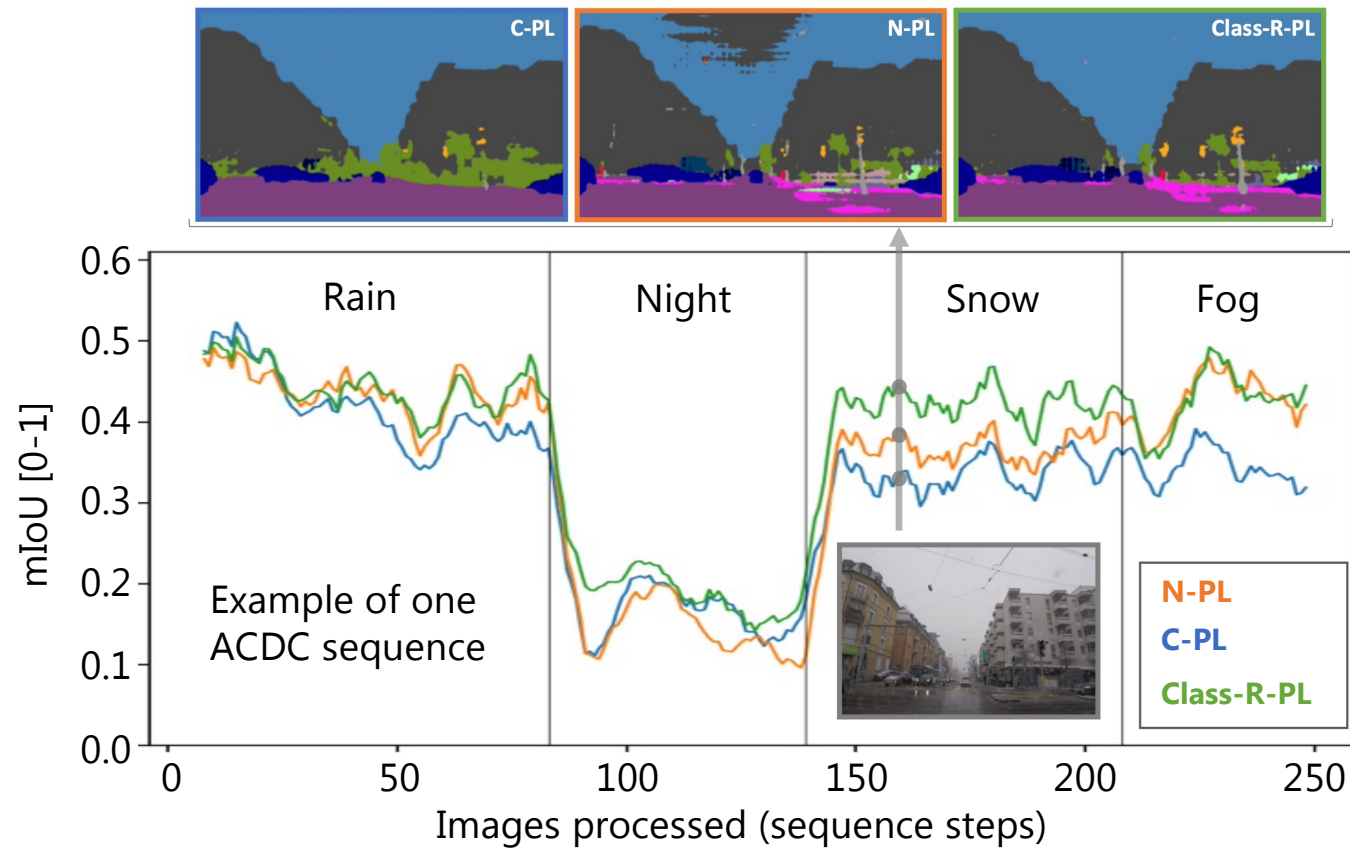 C-PL
N-PL
Class-R-PL
0.6
0.5
0.4
0.3
0.2
0.1
0.0
mIoU [0-1]
Rain
Night
Snow
Fog
Example of one
ACDC sequence
N-PL
C-PL
Class-R-PL
0
50
100
150
200
250
Images processed (sequence steps)